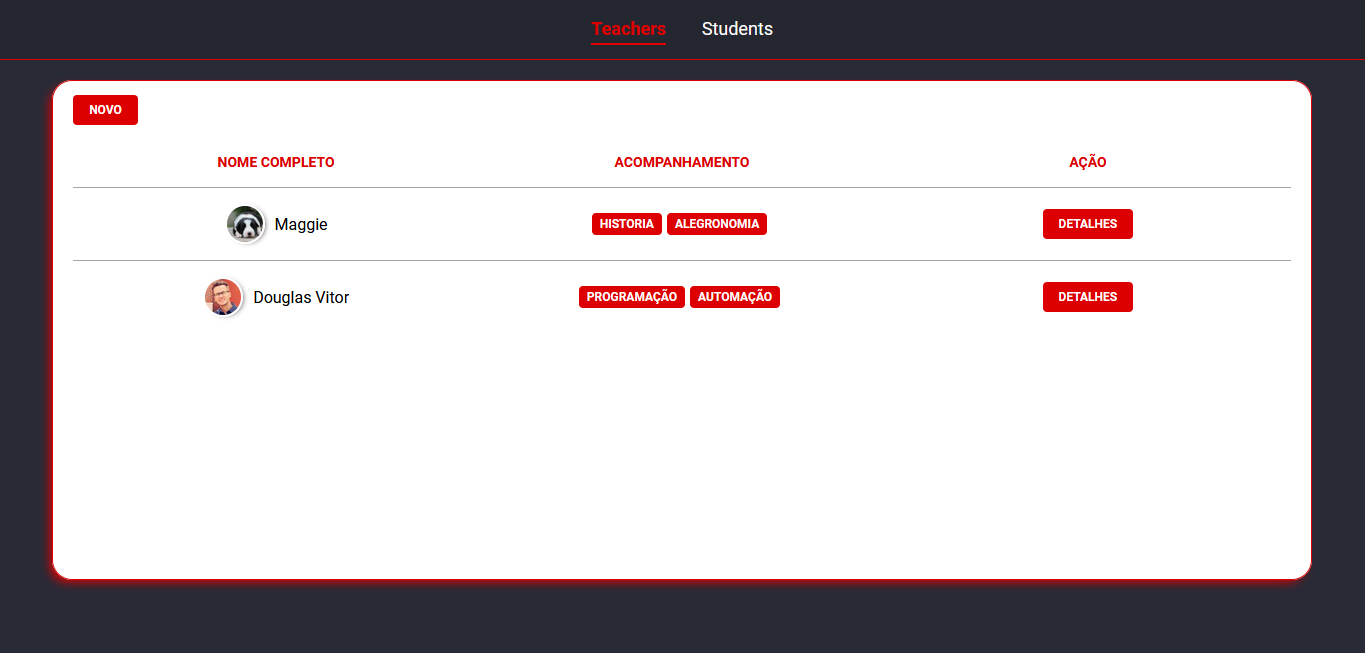 Teachers Students
NOVO
NOME COMPLETO ACOMPANHAMENTO AÇÃO
Maggie HISTORIA ALEGRONOMIA DETALHES
Douglas Vitor PROGRAMAÇÃO AUTOMAÇÃO DETALHES